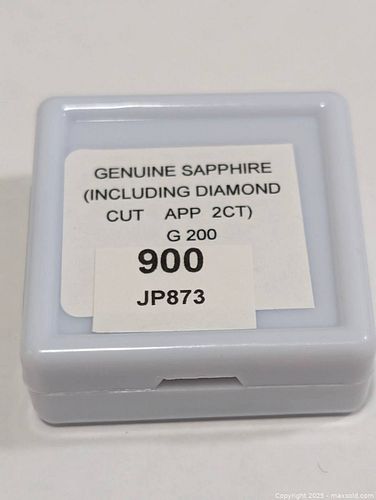 GENUINE SAPPHIRE
(INCLUDING DIAMOND
CUT APP 2CT)
G 200
900
JP873
Copyright 2025 - maxsold.com